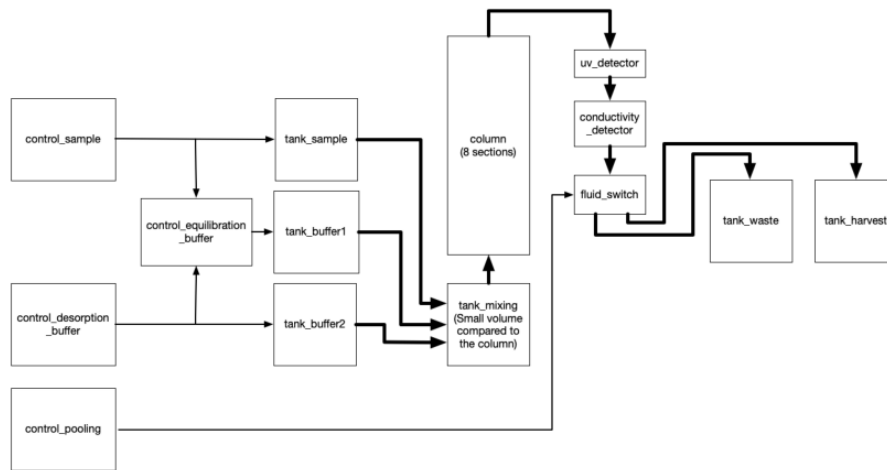 uv_detector
control_sample
tank_sample
column
(8 sections)
conductivity
_detector
fluid_switch
control_equilibration
_buffer
tank_buffer1
tank_waste
tank_harvest
control_desorption
_buffer
tank_buffer2
tank_mixing
(Small volume
compared to
the column)
control_pooling